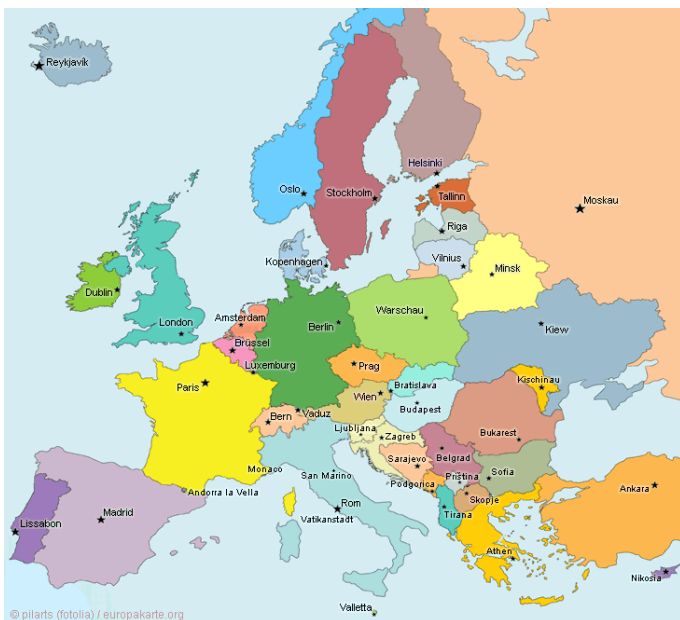 Reykjavík
Helsinki
Oslo
Stockholm
Tallinn
Moskau
Riga
Kopenhagen
Vilnius
Minsk
Dublin
London
Amsterdam
Berlin
Warschau
Kiew
Brüssel
Luxemburg
Prag
Paris
Kischinau
Bratislava
Wien
Budapest
Bern
Vaduz
Ljubljana
Zagreb
Bukarest
Monaco
San Marino
Sarajevo
Belgrad
Sofia
Priština
Podgorica
Andorra la Vella
Skopje
Ankara
Rom
Vatikanstadt
Tirana
Madrid
Lissabon
Athen
Nikosia
Valletta
© pilarts (fotolia) / europakarte.org